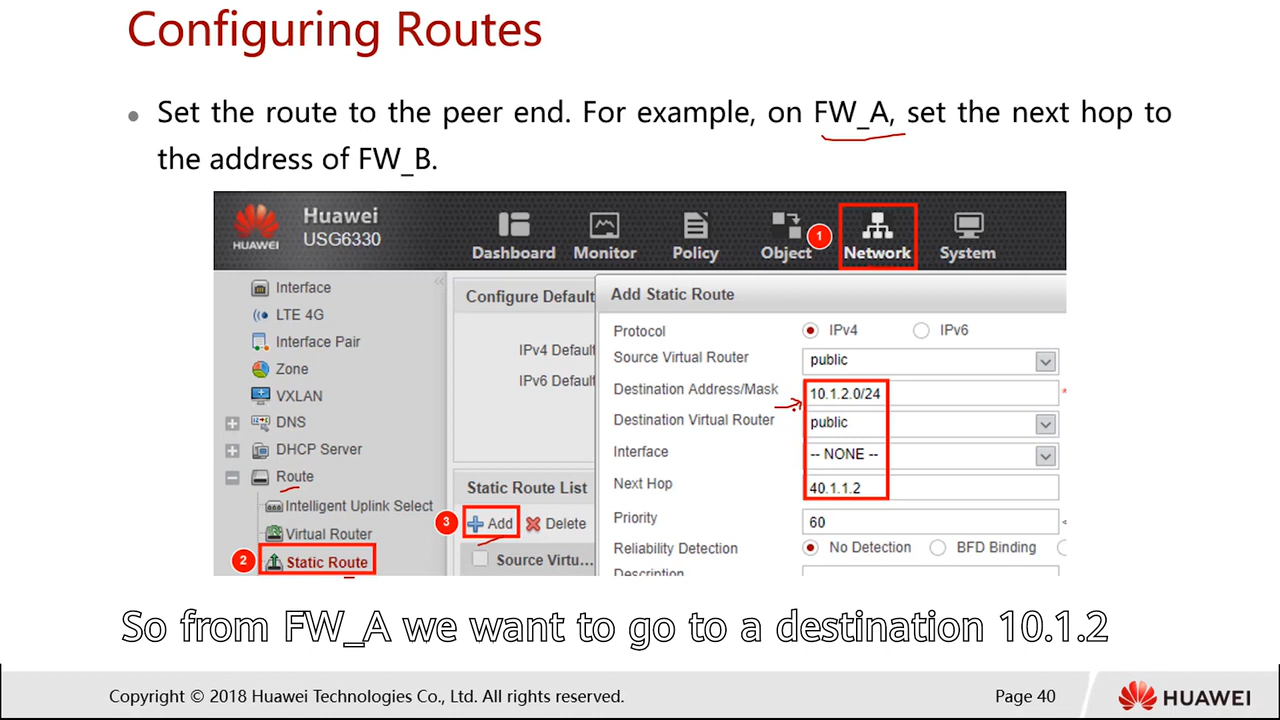 Configuring Routes
Set the route to the peer end. For example, on FW_A, set the next hop to
the address of FW_B.
HUAWEI
Huawei
USG6330
Dashboard
Monitor
Policy
Object
1
Network
System
Interface
LTE 4G
Interface Pair
Zone
VXLAN
DNS
DHCP Server
Route
Intelligent Uplink Select
Virtual Router
2
Static Route
Configure Default
IPv4 Default
IPv6 Default
Static Route List
3
Add
Delete
Source Virtu...
Add Static Route
Protocol IPv4 IPv6
Source Virtual Router public
Destination Address/Mask 10.1.2.0/24 *
Destination Virtual Router public
Interface -- NONE --
Next Hop 40.1.1.2
Priority 60
Reliability Detection No Detection BFD Binding
Description
So from FW_A we want to go to a destination 10.1.2
Copyright © 2018 Huawei Technologies Co., Ltd. All rights reserved.
Page 40
HUAWEI